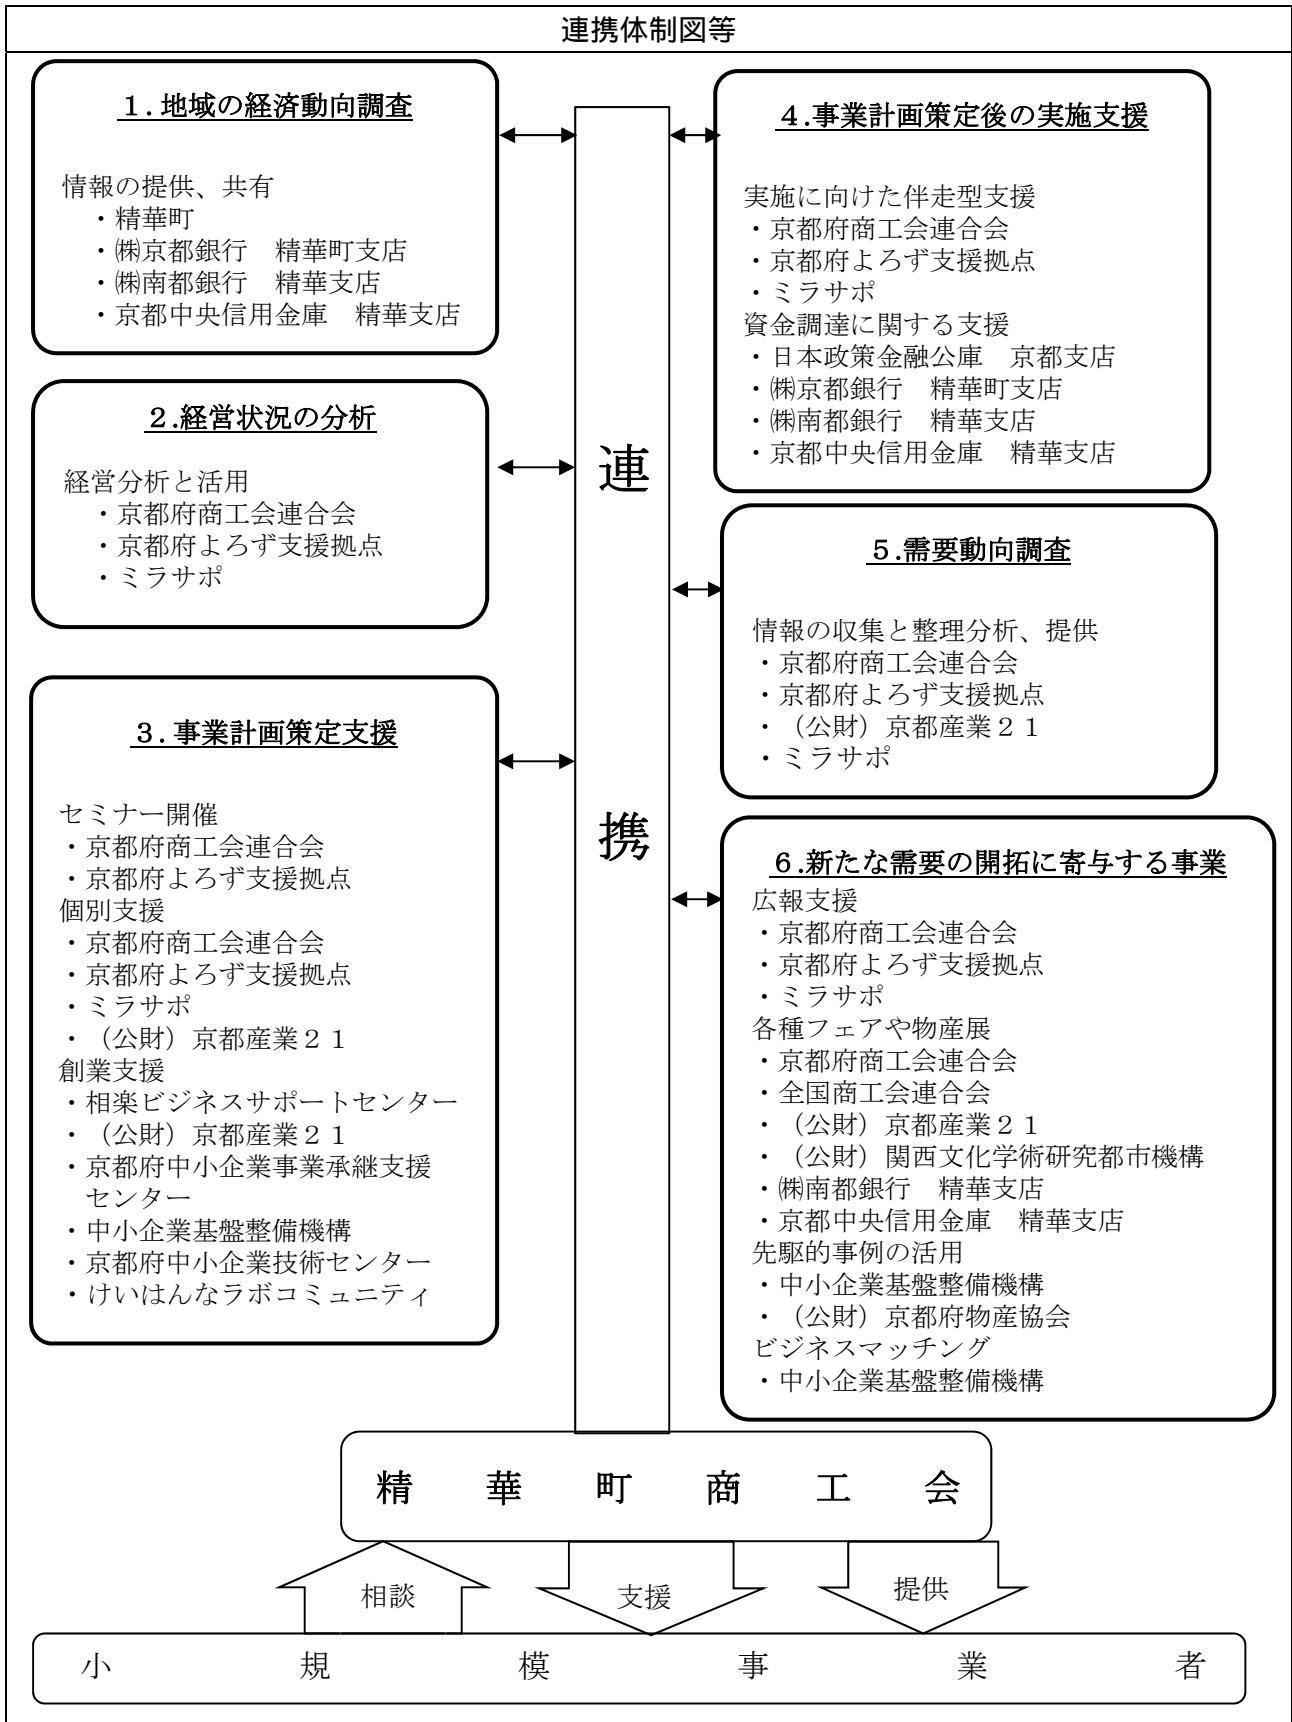 連携体制図等
１.地域の経済動向調査
情報の提供、共有
・精華町
・㈱京都銀行　精華町支店
・㈱南都銀行　精華支店
・京都中央信用金庫　精華支店
２.経営状況の分析
経営分析と活用
・京都府商工会連合会
・京都府よろず支援拠点
・ミラサポ
３.事業計画策定支援
セミナー開催
・京都府商工会連合会
・京都府よろず支援拠点
個別支援
・京都府商工会連合会
・京都府よろず支援拠点
・ミラサポ
・（公財）京都産業２１
創業支援
・相楽ビジネスサポートセンター
・（公財）京都産業２１
・京都府中小企業事業承継支援
センター
・中小企業基盤整備機構
・京都府中小企業技術センター
・けいはんなラボコミュニティ
連
携
４.事業計画策定後の実施支援
実施に向けた伴走型支援
・京都府商工会連合会
・京都府よろず支援拠点
・ミラサポ
資金調達に関する支援
・日本政策金融公庫　京都支店
・㈱京都銀行　精華町支店
・㈱南都銀行　精華支店
・京都中央信用金庫　精華支店
５.需要動向調査
情報の収集と整理分析、提供
・京都府商工会連合会
・京都府よろず支援拠点
・（公財）京都産業２１
・ミラサポ
６.新たな需要の開拓に寄与する事業
広報支援
・京都府商工会連合会
・京都府よろず支援拠点
・ミラサポ
各種フェアや物産展
・京都府商工会連合会
・全国商工会連合会
・（公財）京都産業２１
・（公財）関西文化学術研究都市機構
・㈱南都銀行　精華支店
・京都中央信用金庫　精華支店
先駆的事例の活用
・中小企業基盤整備機構
・（公財）京都府物産協会
ビジネスマッチング
・中小企業基盤整備機構
精　華　町　商　工　会
相談
支援
提供
小　規　模　事　業　者